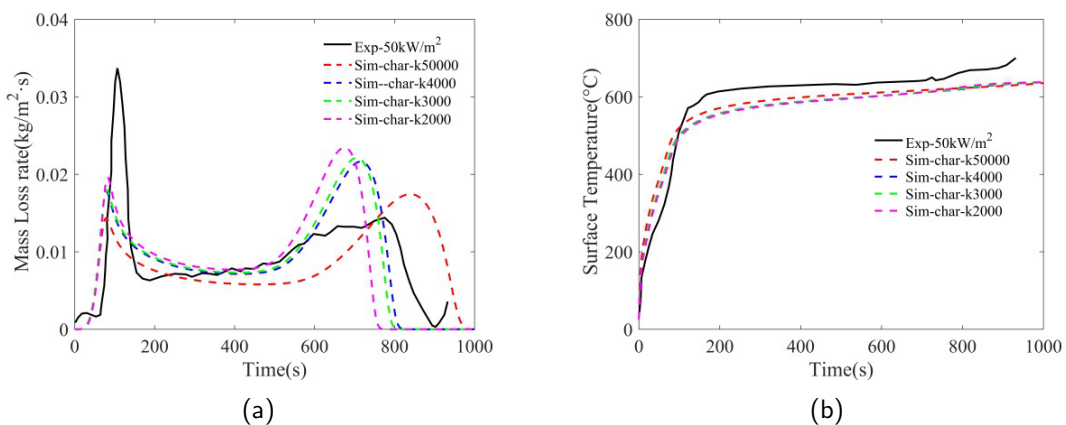 (a)
Mass Loss rate(kg/m²·s)
0.04
0.03
0.02
0.01
0
Exp-50kW/m²
Sim-char-k50000
Sim--char-k4000
Sim-char-k3000
Sim-char-k2000
0 200 400 600 800 1000
Time(s)
(a)
(b)
Surface Temperature(°C)
800
600
400
200
0
Exp-50kW/m²
Sim-char-k50000
Sim-char-k4000
Sim-char-k3000
Sim-char-k2000
0 200 400 600 800 1000
Time(s)
(b)